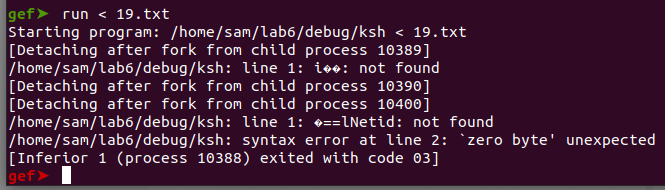 gef➤ run < 19.txt
Starting program: /home/sam/lab6/debug/ksh < 19.txt
[Detaching after fork from child process 10389]
/home/sam/lab6/debug/ksh: line 1: i��: not found
[Detaching after fork from child process 10390]
[Detaching after fork from child process 10400]
/home/sam/lab6/debug/ksh: line 1: �==lNetid: not found
/home/sam/lab6/debug/ksh: syntax error at line 2: `zero byte' unexpected
[Inferior 1 (process 10388) exited with code 03]
gef➤